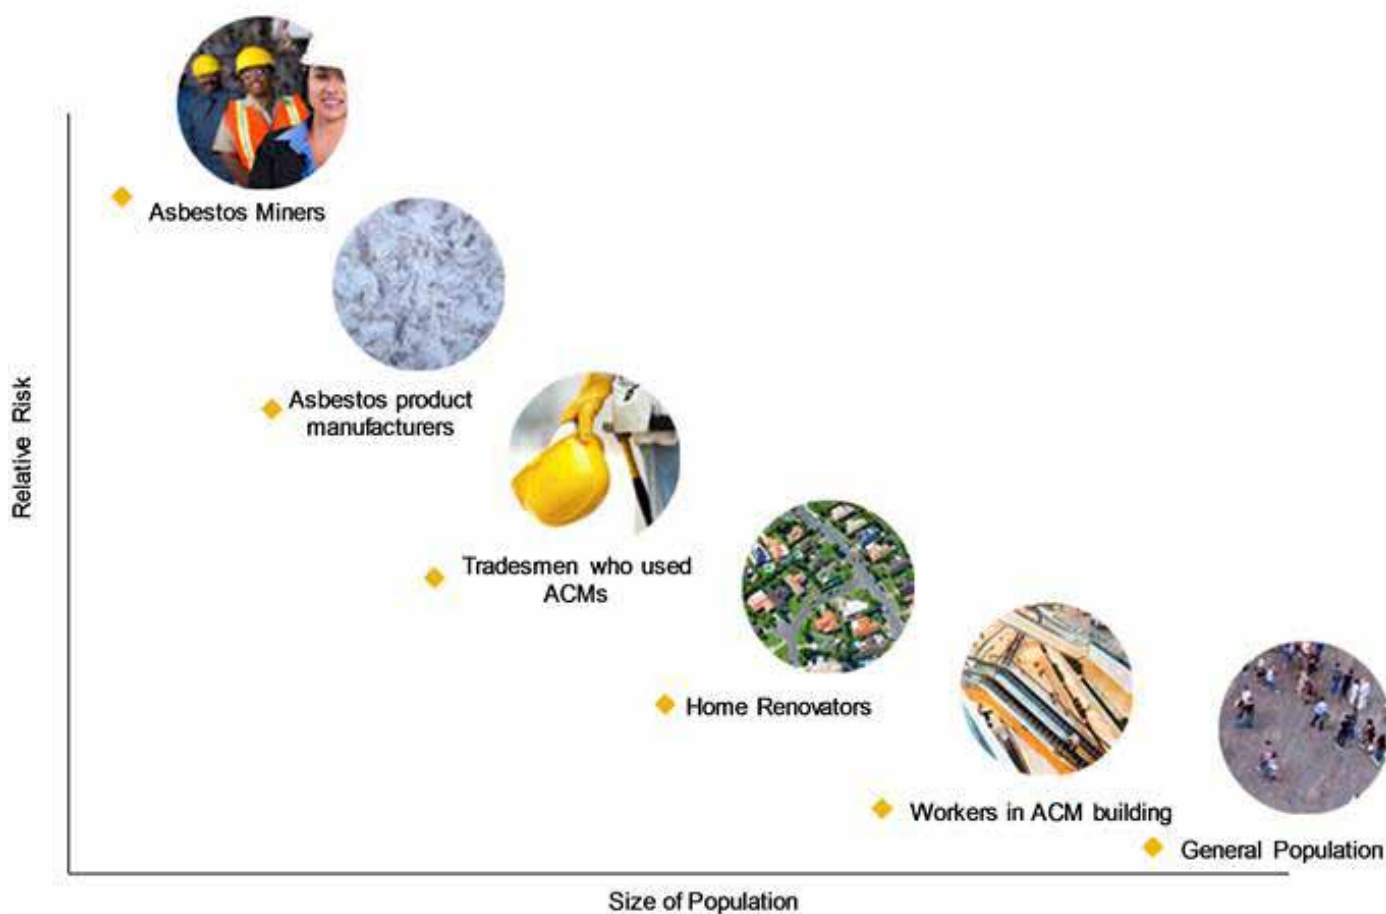 Asbestos Miners
Asbestos product
manufacturers
Relative Risk
Tradesmen who used
ACMs
Home Renovators
Workers in ACM building
General Population
Size of Population